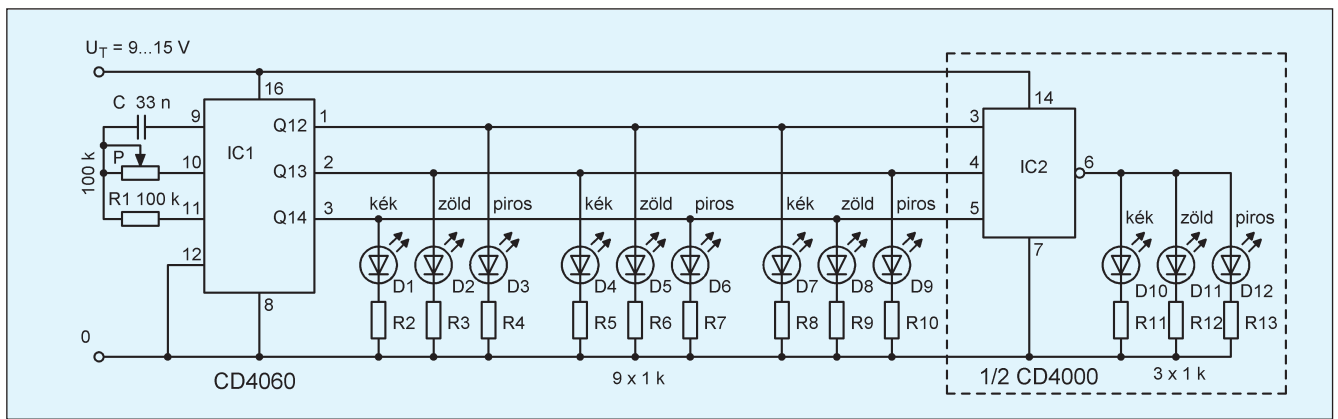 U_T = 9...15 V
C 33 n
P
100 k
R1 100 k
16
9
10
11
12
8
IC1
Q12
Q13
Q14
1
2
3
kék zöld piros kék zöld piros kék zöld piros
D1 D2 D3 D4 D5 D6 D7 D8 D9
R2 R3 R4 R5 R6 R7 R8 R9 R10
3
4
5
14
IC2
6
7
kék zöld piros
D10 D11 D12
R11 R12 R13
0
CD4060
9 x 1 k
1/2 CD4000
3 x 1 k